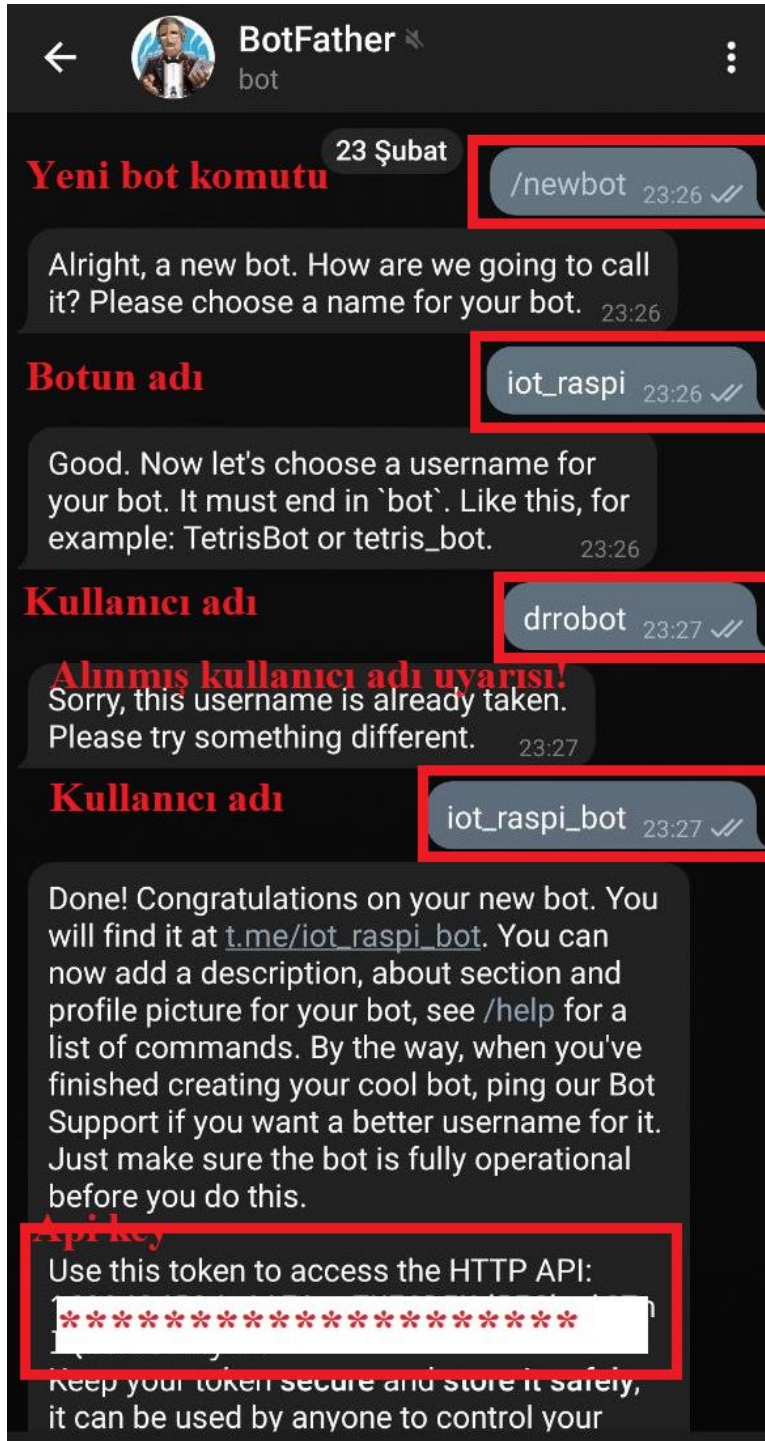 BotFather
bot
23 Şubat
Yeni bot komutu
/newbot 23:26
Alright, a new bot. How are we going to call
it? Please choose a name for your bot. 23:26
Botun adı
iot_raspi 23:26
Good. Now let's choose a username for
your bot. It must end in `bot`. Like this, for
example: TetrisBot or tetris_bot. 23:26
Kullanıcı adı
drrobot 23:27
Alınmış kullanıcı adı uyarısı!
Sorry, this username is already taken.
Please try something different. 23:27
Kullanıcı adı
iot_raspi_bot 23:27
Done! Congratulations on your new bot. You
will find it at t.me/iot_raspi_bot. You can
now add a description, about section and
profile picture for your bot, see /help for a
list of commands. By the way, when you've
finished creating your cool bot, ping our Bot
Support if you want a better username for it.
Just make sure the bot is fully operational
before you do this.
Api key
Use this token to access the HTTP API:
********************
Keep your token secure and store it safely,
it can be used by anyone to control your